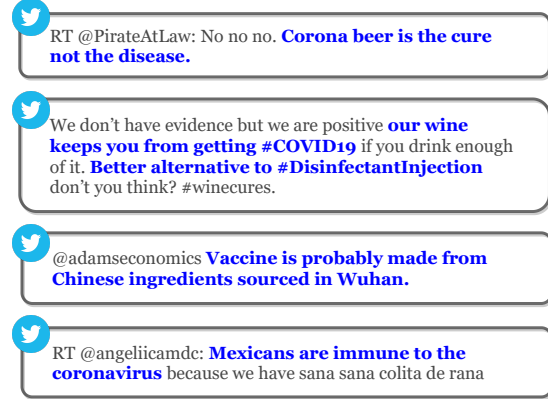 RT @PirateAtLaw: No no no. Corona beer is the cure
not the disease.
We don’t have evidence but we are positive our wine
keeps you from getting #COVID19 if you drink enough
of it. Better alternative to #DisinfectantInjection
don’t you think? #winecures.
@adamseconomics Vaccine is probably made from
Chinese ingredients sourced in Wuhan.
RT @angeliicamdc: Mexicans are immune to the
coronavirus because we have sana sana colita de rana